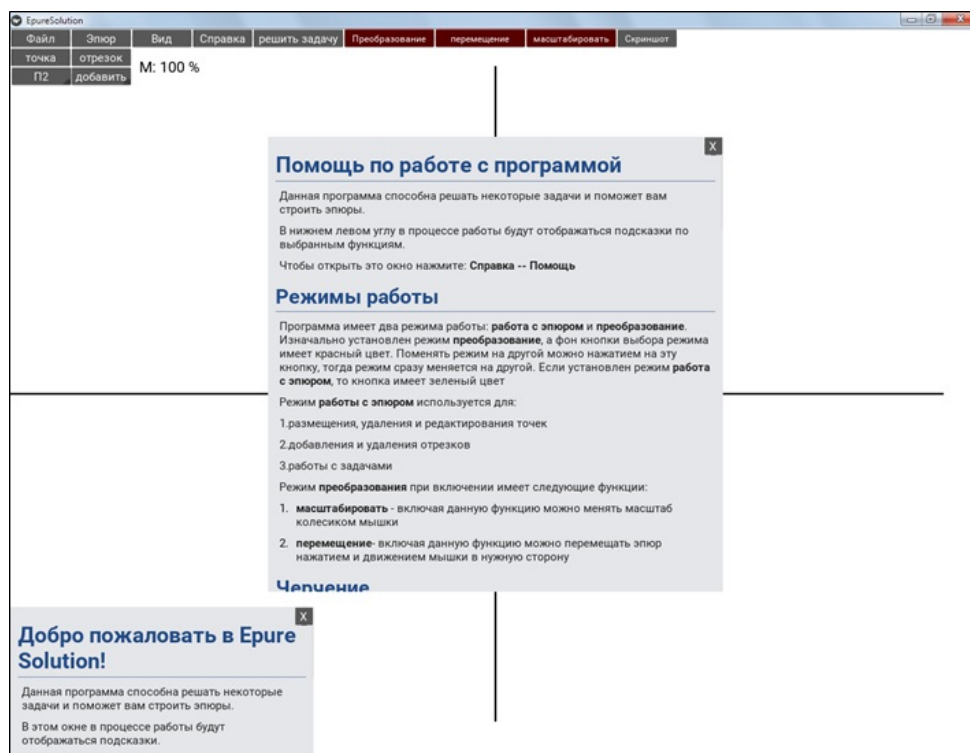 EpureSolution
Файл Эпюр Вид Справка решить задачу Преобразование перемещение масштабировать Скриншот
точка отрезок
П2 добавить
М: 100 %
X
Помощь по работе с программой
Данная программа способна решать некоторые задачи и поможет вам
строить эпюры.
В нижнем левом углу в процессе работы будут отображаться подсказки по
выбранным функциям.
Чтобы открыть это окно нажмите: Справка -- Помощь
Режимы работы
Программа имеет два режима работы: работа с эпюром и преобразование.
Изначально установлен режим преобразование, а фон кнопки выбора режима
имеет красный цвет. Поменять режим на другой можно нажатием на эту
кнопку, тогда режим сразу меняется на другой. Если установлен режим работа
с эпюром, то кнопка имеет зеленый цвет
Режим работы с эпюром используется для:
1.размещения, удаления и редактирования точек
2.добавления и удаления отрезков
3.работы с задачами
Режим преобразования при включении имеет следующие функции:
1. масштабировать - включая данную функцию можно менять масштаб
колесиком мышки
2. перемещение- включая данную функцию можно перемещать эпюр
нажатием и движением мышки в нужную сторону
Черчение
X
Добро пожаловать в Epure
Solution!
Данная программа способна решать некоторые
задачи и поможет вам строить эпюры.
В этом окне в процессе работы будут
отображаться подсказки.